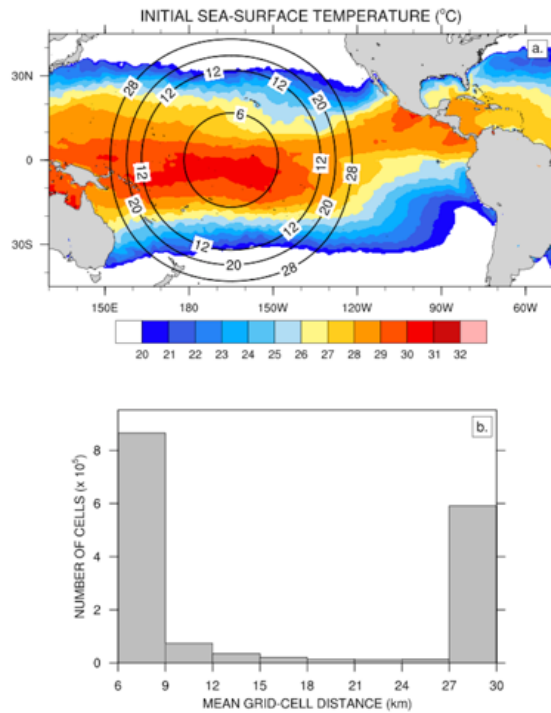 INITIAL SEA-SURFACE TEMPERATURE (°C)
a.
30N
0
30S
28
20
12
12
12
20
28
6
12
12
12
20
28
12
12
20
28
150E
180
150W
120W
90W
60W
20 21 22 23 24 25 26 27 28 29 30 31 32
b.
NUMBER OF CELLS (x 10⁵)
8
6
4
2
0
6 9 12 15 18 21 24 27 30
MEAN GRID-CELL DISTANCE (km)